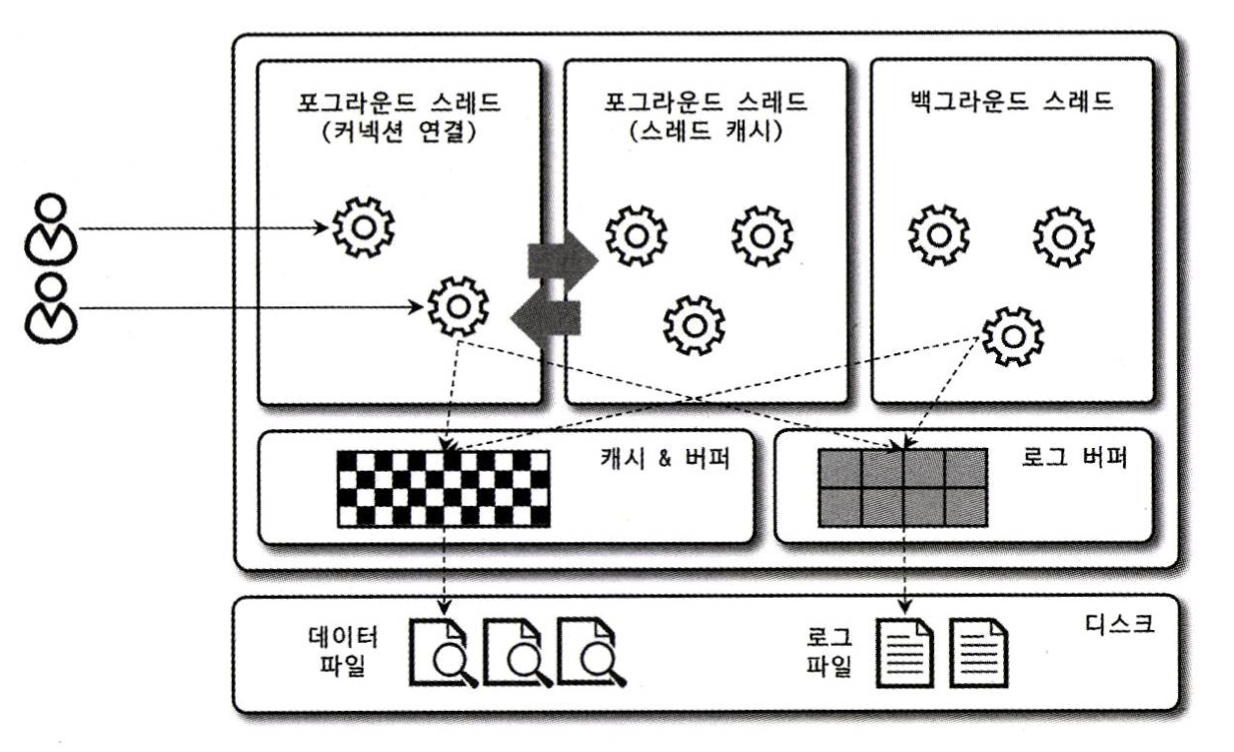 포그라운드 스레드
(커넥션 연결)
포그라운드 스레드
(스레드 캐시)
백그라운드 스레드
캐시 & 버퍼
로그 버퍼
디스크
데이터
파일
로그
파일